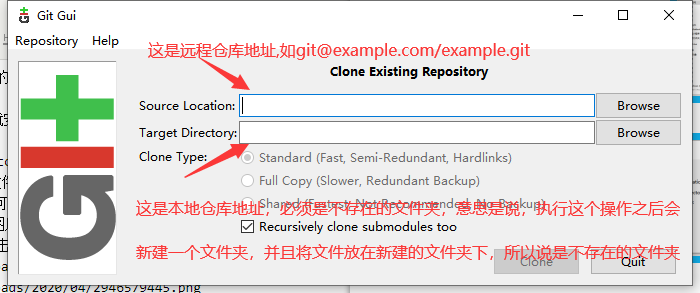 Git Gui
Repository Help
这是远程仓库地址,如git@example.com/example.git
Clone Existing Repository
Source Location: Browse
Target Directory: Browse
Clone Type: Standard (Fast, Semi-Redundant, Hardlinks)
Full Copy (Slower, Redundant Backup)
Shared (Fastest, Not Recommended, No Backup)
这是本地仓库地址，必须是不存在的文件夹，意思是说，执行这个操作之后会
Recursively clone submodules too
新建一个文件夹，并且将文件放在新建的文件夹下，所以说是不存在的文件夹
Clone Quit
ads/2020/04/2946579445.png